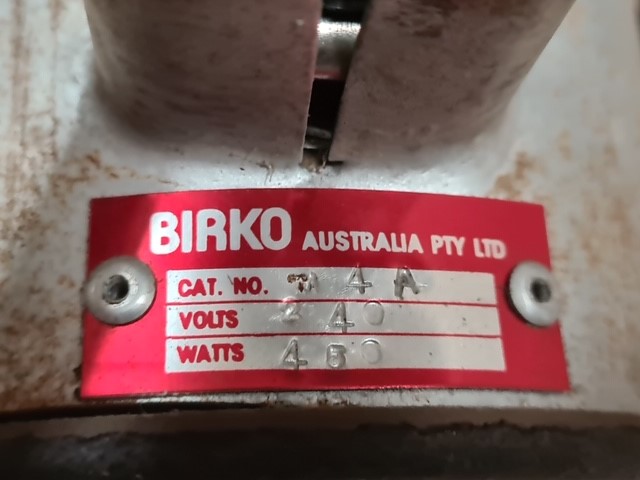 BIRKO AUSTRALIA PTY LTD
CAT. NO. 4A
VOLTS 240
WATTS 450